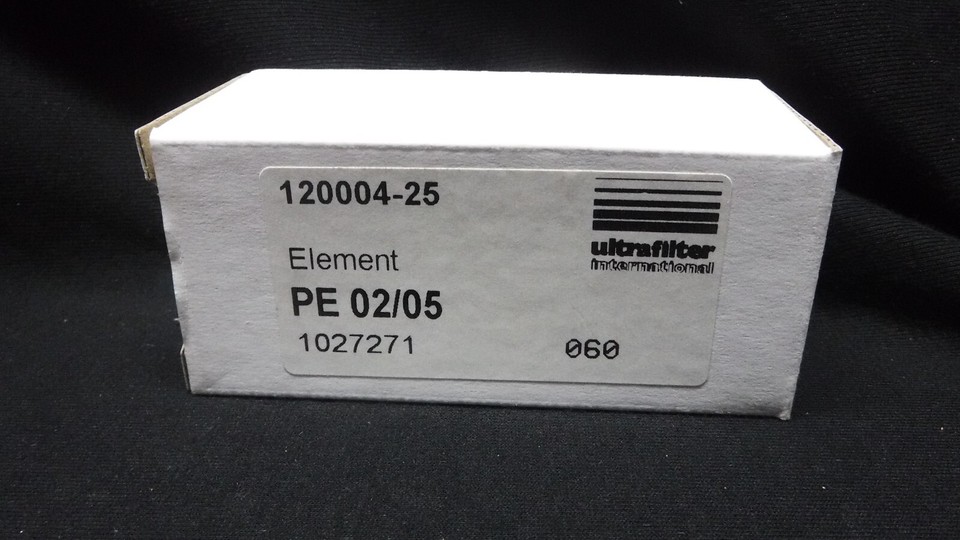 120004-25
ultrafilter
international
Element
PE 02/05
1027271
060